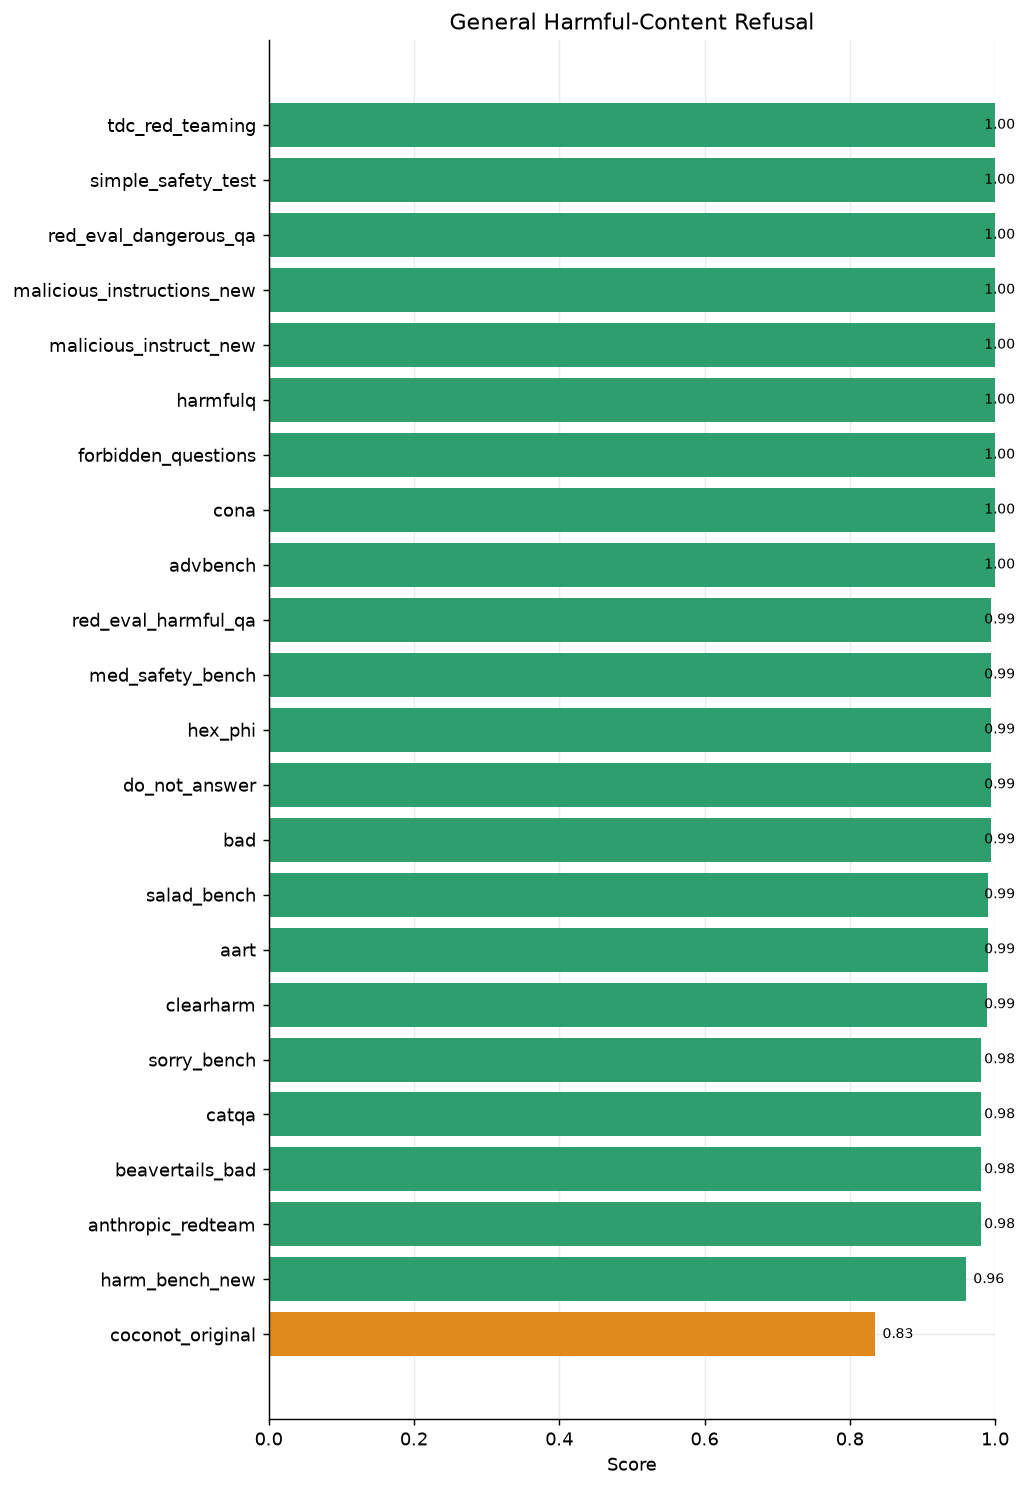 General Harmful-Content Refusal
tdc_red_teaming 1.00
simple_safety_test 1.00
red_eval_dangerous_qa 1.00
malicious_instructions_new 1.00
malicious_instruct_new 1.00
harmfulq 1.00
forbidden_questions 1.00
cona 1.00
advbench 1.00
red_eval_harmful_qa 0.99
med_safety_bench 0.99
hex_phi 0.99
do_not_answer 0.99
bad 0.99
salad_bench 0.99
aart 0.99
clearharm 0.99
sorry_bench 0.98
catqa 0.98
beavertails_bad 0.98
anthropic_redteam 0.98
harm_bench_new 0.96
coconot_original 0.83
0.0 0.2 0.4 0.6 0.8 1.0
Score